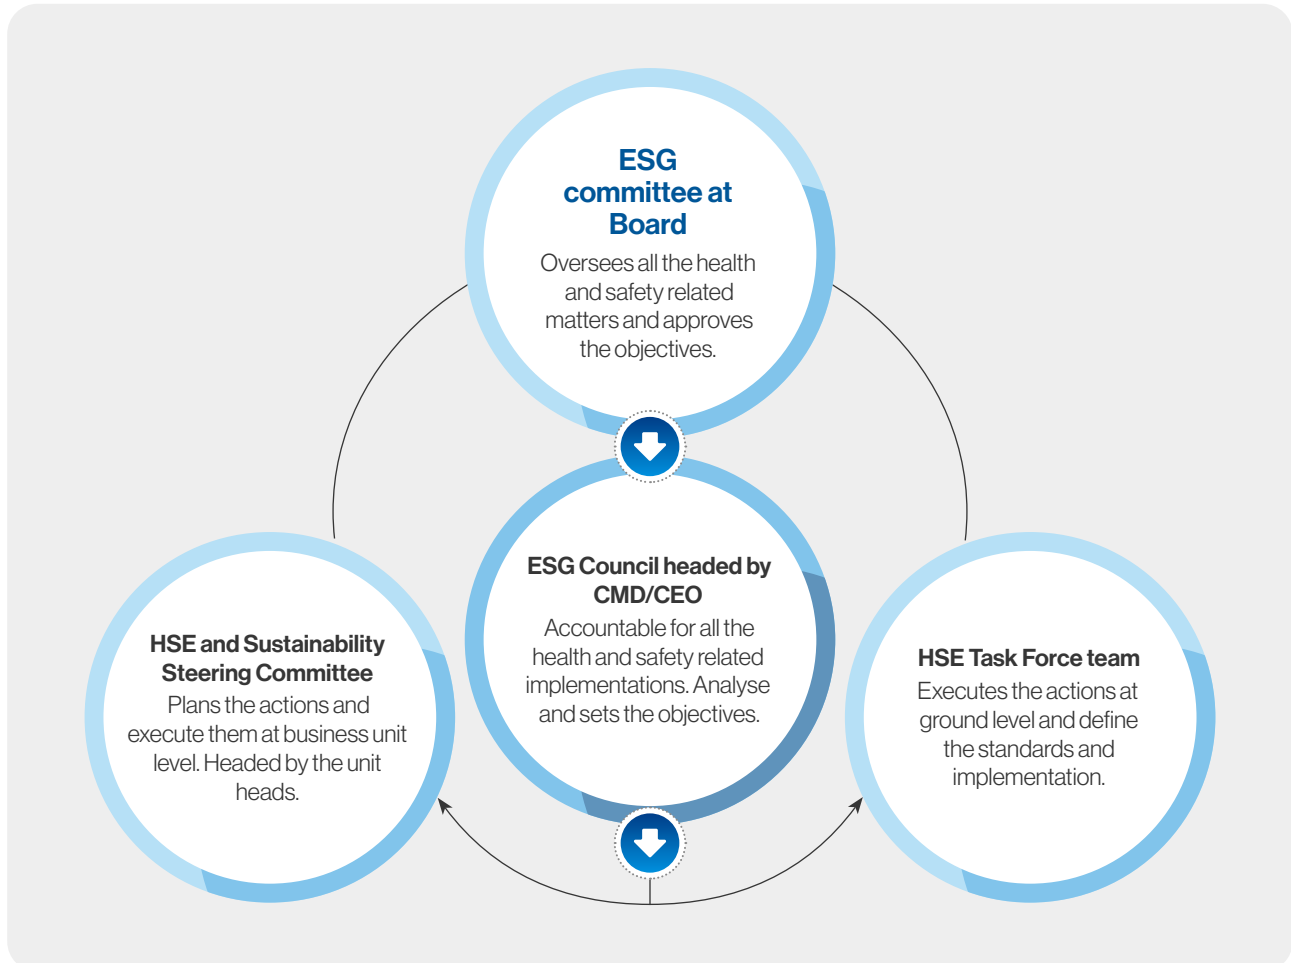 ESG
committee at
Board
Oversees all the health
and safety related
matters and approves
the objectives.
ESG Council headed by
CMD/CEO
Accountable for all the
health and safety related
implementations. Analyse
and sets the objectives.
HSE and Sustainability
Steering Committee
Plans the actions and
execute them at business unit
level. Headed by the unit
heads.
HSE Task Force team
Executes the actions at
ground level and define
the standards and
implementation.